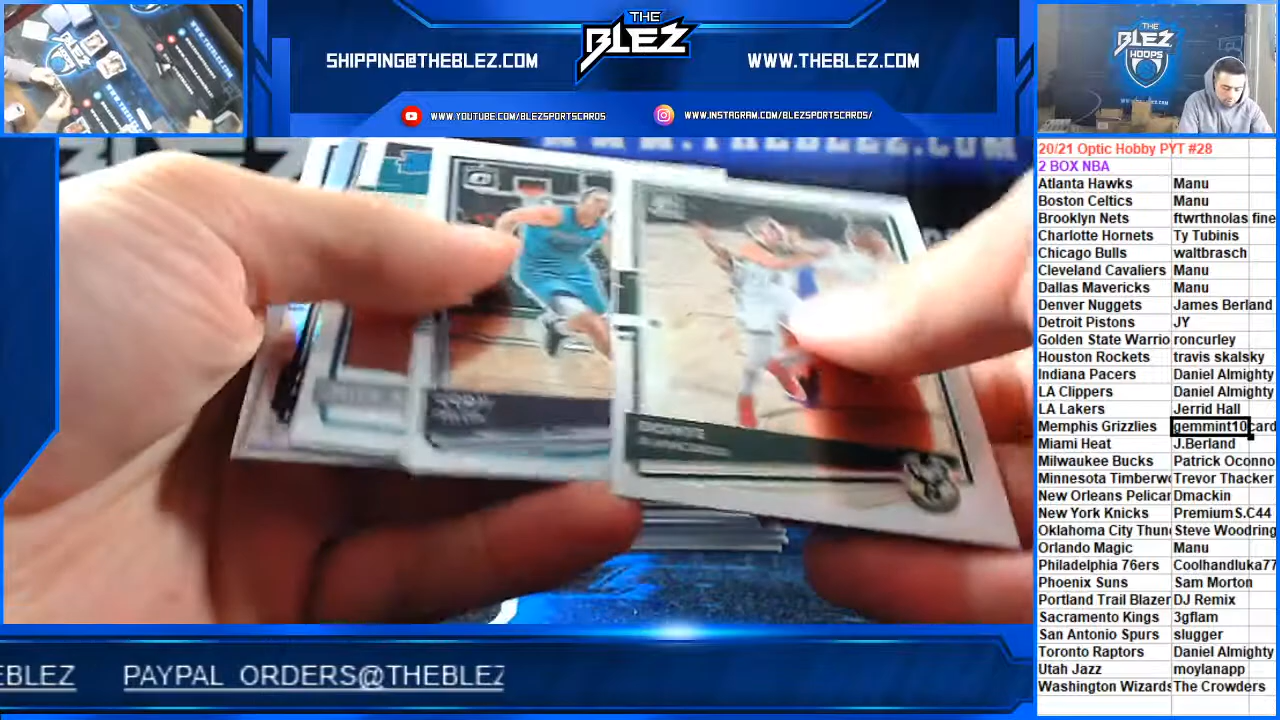 THE
BLEZ
SHIPPING@THEBLEZ.COM
WWW.THEBLEZ.COM
WWW.YOUTUBE.COM/BLEZSPORTSCARDS
WWW.INSTAGRAM.COM/BLEZSPORTSCARDS/
THE
BLEZ
HOOPS
20/21 Optic Hobby PYT #28
2 BOX NBA
Atlanta Hawks Manu
Boston Celtics Manu
Brooklyn Nets ftwrthnolas fine
Charlotte Hornets Ty Tubinis
Chicago Bulls waltbrasch
Cleveland Cavaliers Manu
Dallas Mavericks Manu
Denver Nuggets James Berland
Detroit Pistons JY
Golden State Warrio roncurley
Houston Rockets travis skalsky
Indiana Pacers Daniel Almighty
LA Clippers Daniel Almighty
LA Lakers Jerrid Hall
Memphis Grizzlies gemmint10card
Miami Heat J.Berland
Milwaukee Bucks Patrick Oconno
Minnesota Timberwo Trevor Thacker
New Orleans Pelicar Dmackin
New York Knicks PremiumS.C44
Oklahoma City Thun Steve Woodring
Orlando Magic Manu
Philadelphia 76ers Coolhandluka77
Phoenix Suns Sam Morton
Portland Trail Blazer DJ Remix
Sacramento Kings 3gflam
San Antonio Spurs slugger
Toronto Raptors Daniel Almighty
Utah Jazz moylanapp
Washington Wizards The Crowders
EBLEZ PAYPAL ORDERS@THEBLEZ